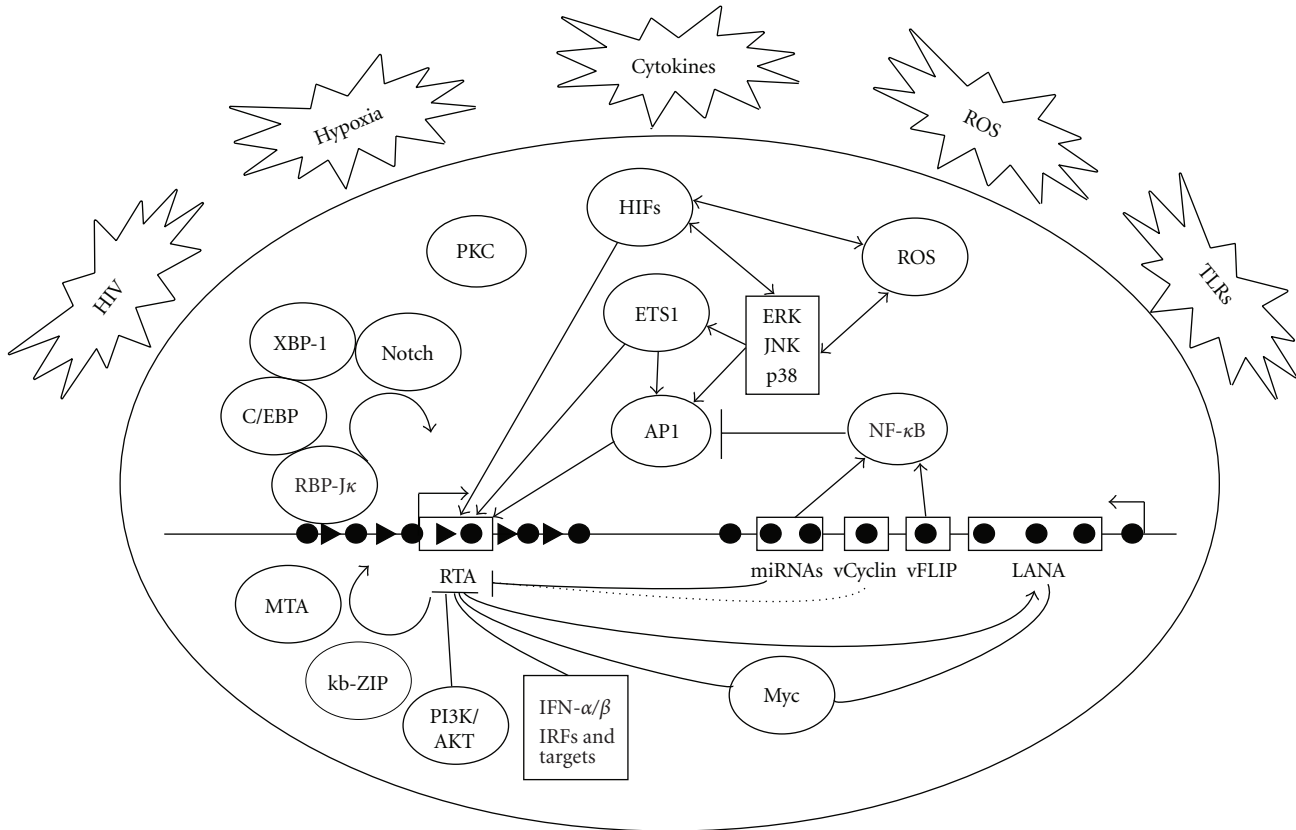 Cytokines
Hypoxia
ROS
HIV
TLRs
HIFs
PKC
ROS
ETS1
ERK
JNK
p38
XBP-1
Notch
C/EBP
AP1
NF-κB
RBP-Jκ
miRNAs
vCyclin
vFLIP
LANA
RTA
MTA
kb-ZIP
PI3K/
AKT
IFN-α/β
IRFs and
targets
Myc